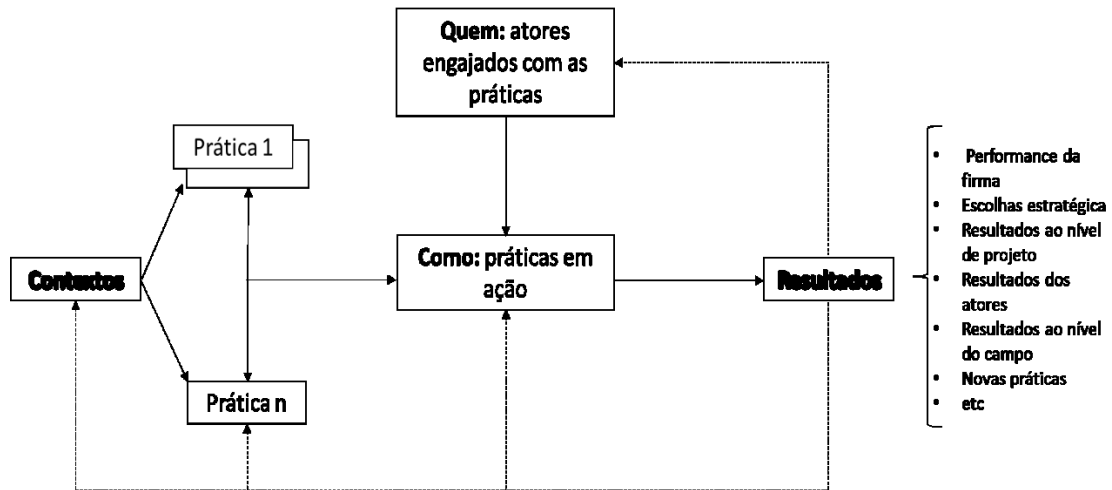 Quem: atores
engajados com as
práticas
Prática 1
Contextos
Como: práticas em
ação
Resultados
Prática n
• Performance da
firma
• Escolhas estratégica
• Resultados ao nível
de projeto
• Resultados dos
atores
• Resultados ao nível
do campo
• Novas práticas
• etc